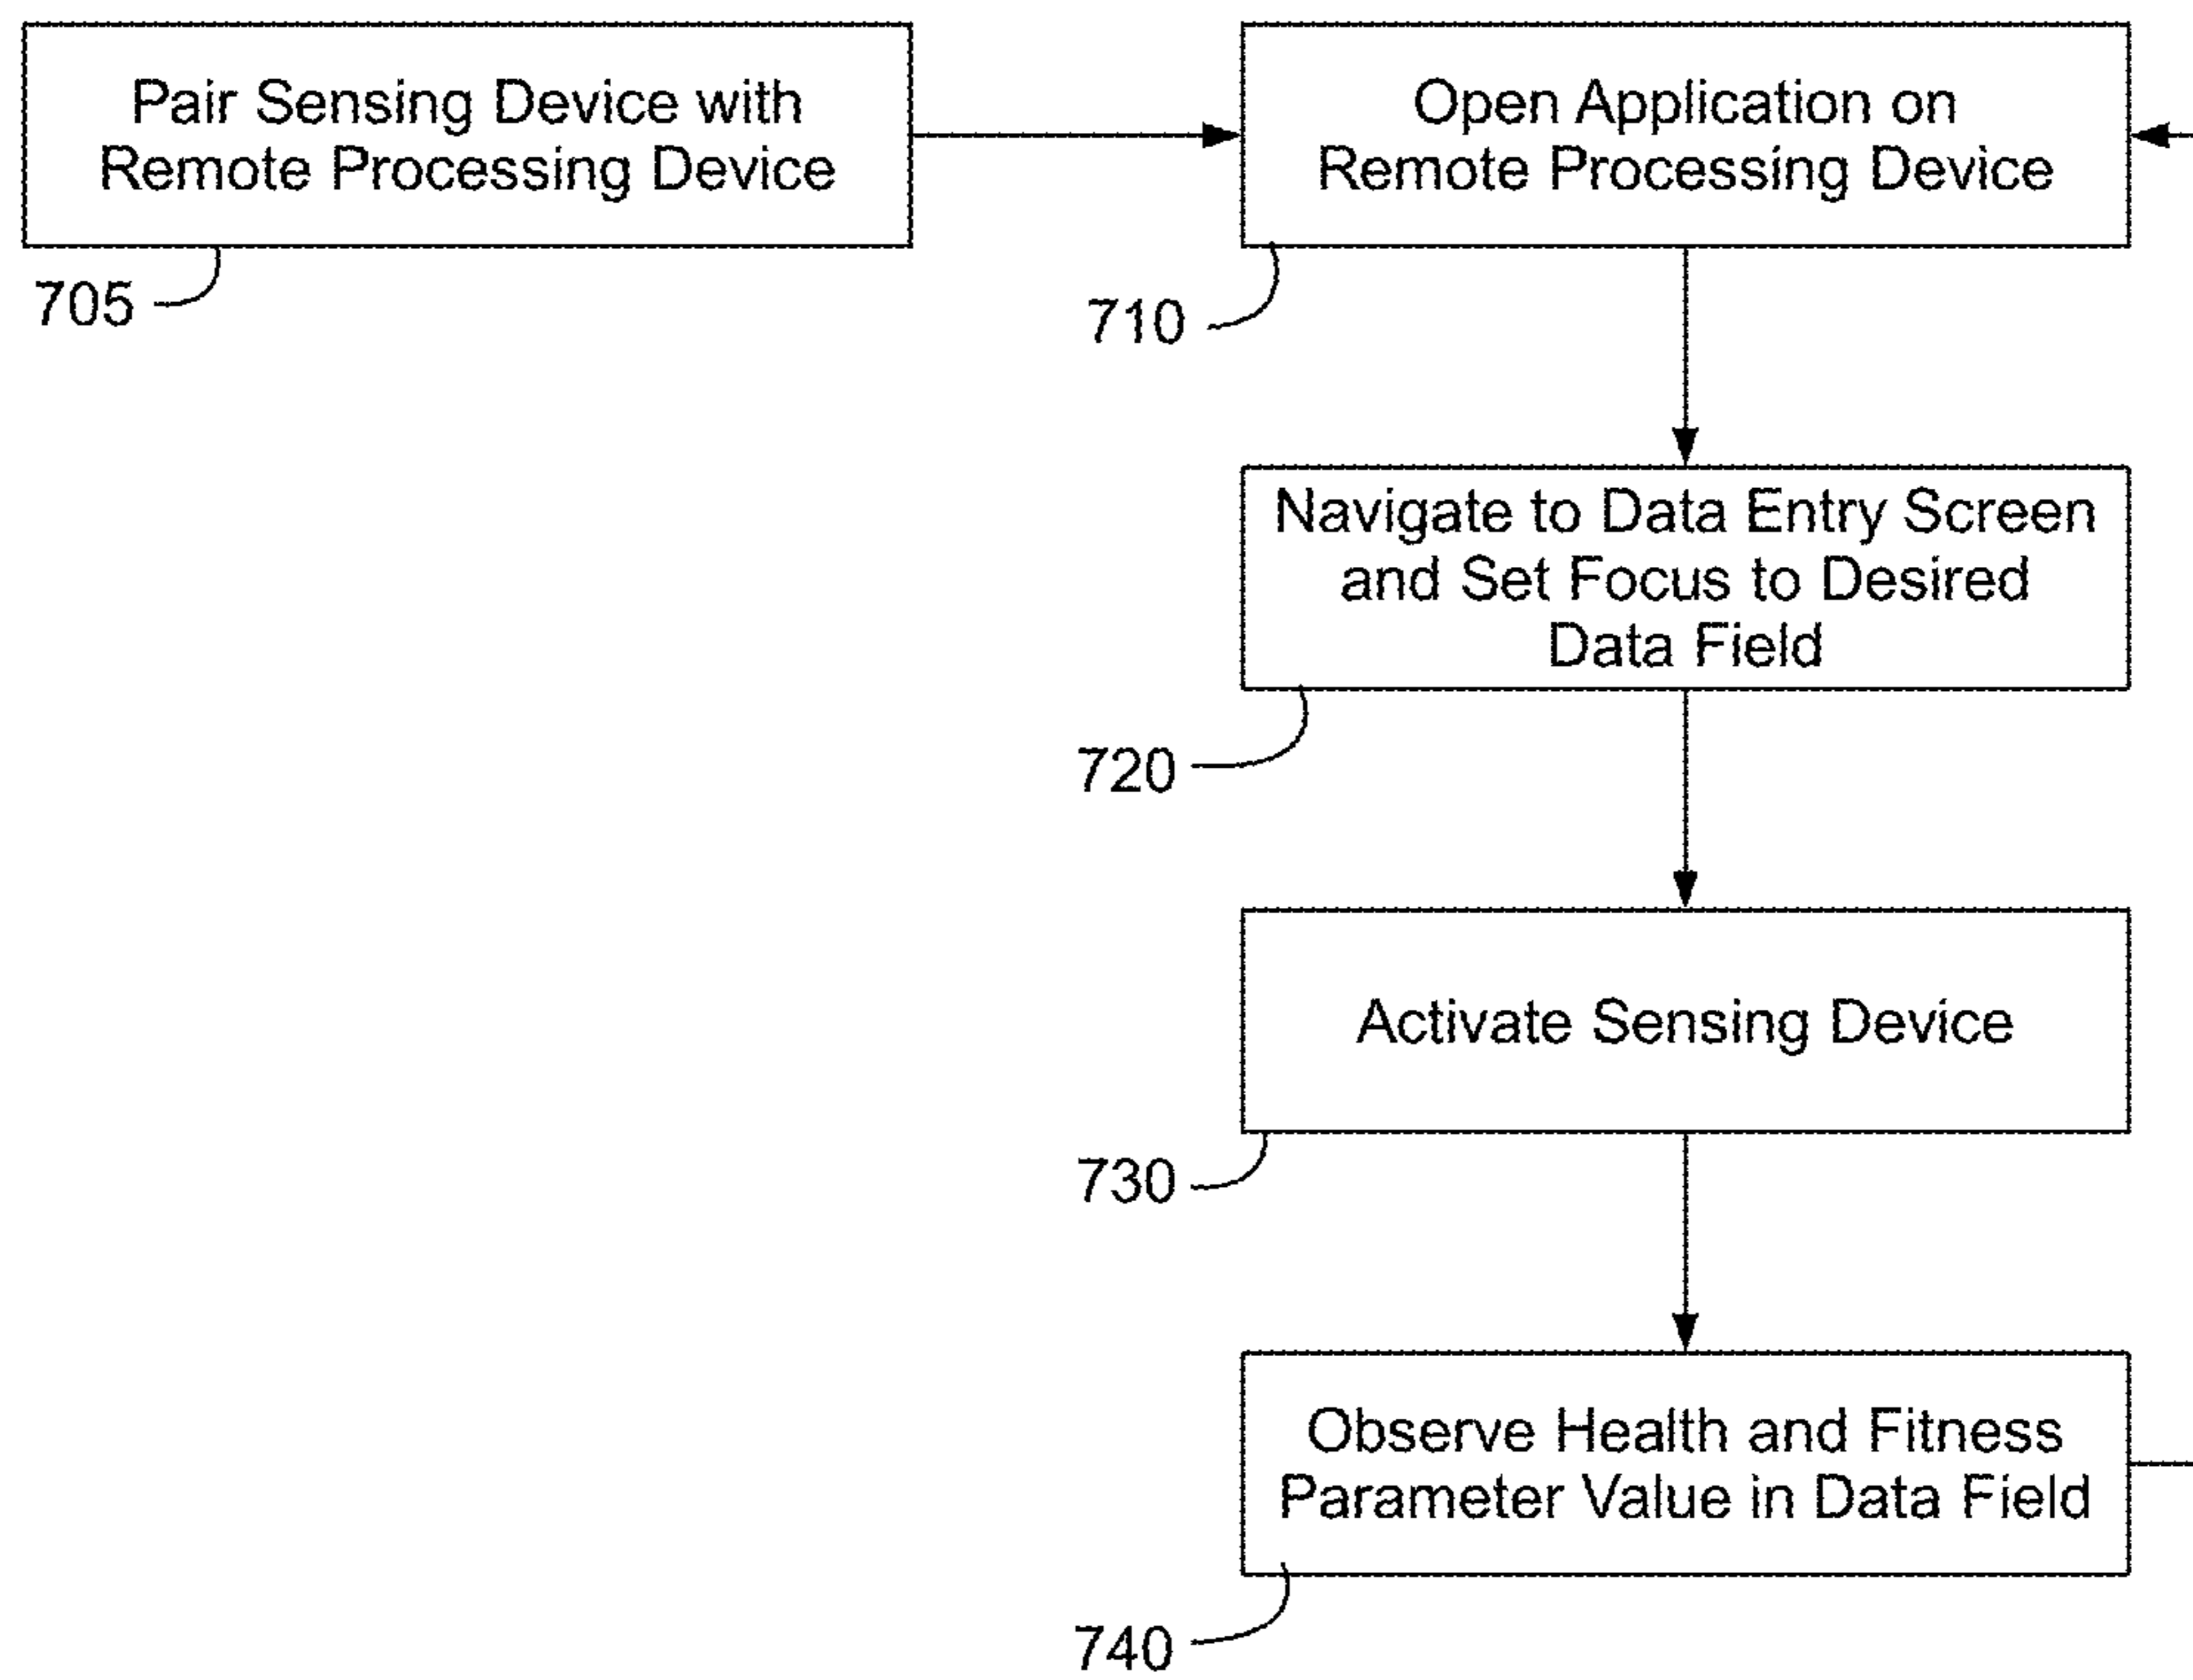 Pair Sensing Device with
Remote Processing Device
705
Open Application on
Remote Processing Device
710
Navigate to Data Entry Screen
and Set Focus to Desired
Data Field
720
Activate Sensing Device
730
Observe Health and Fitness
Parameter Value in Data Field
740